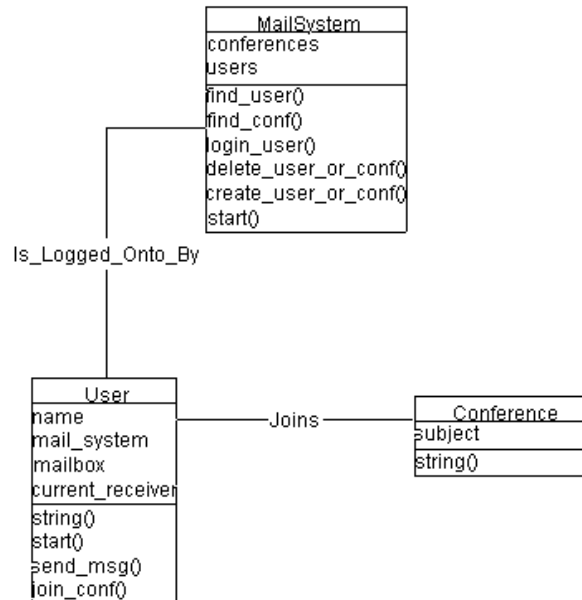 MailSystem
conferences
users
find_user()
find_conf()
login_user()
delete_user_or_conf()
create_user_or_conf()
start()
Is_Logged_Onto_By
User
name
mail_system
mailbox
current_receiver
string()
start()
send_msg()
join_conf()
Joins
Conference
subject
string()